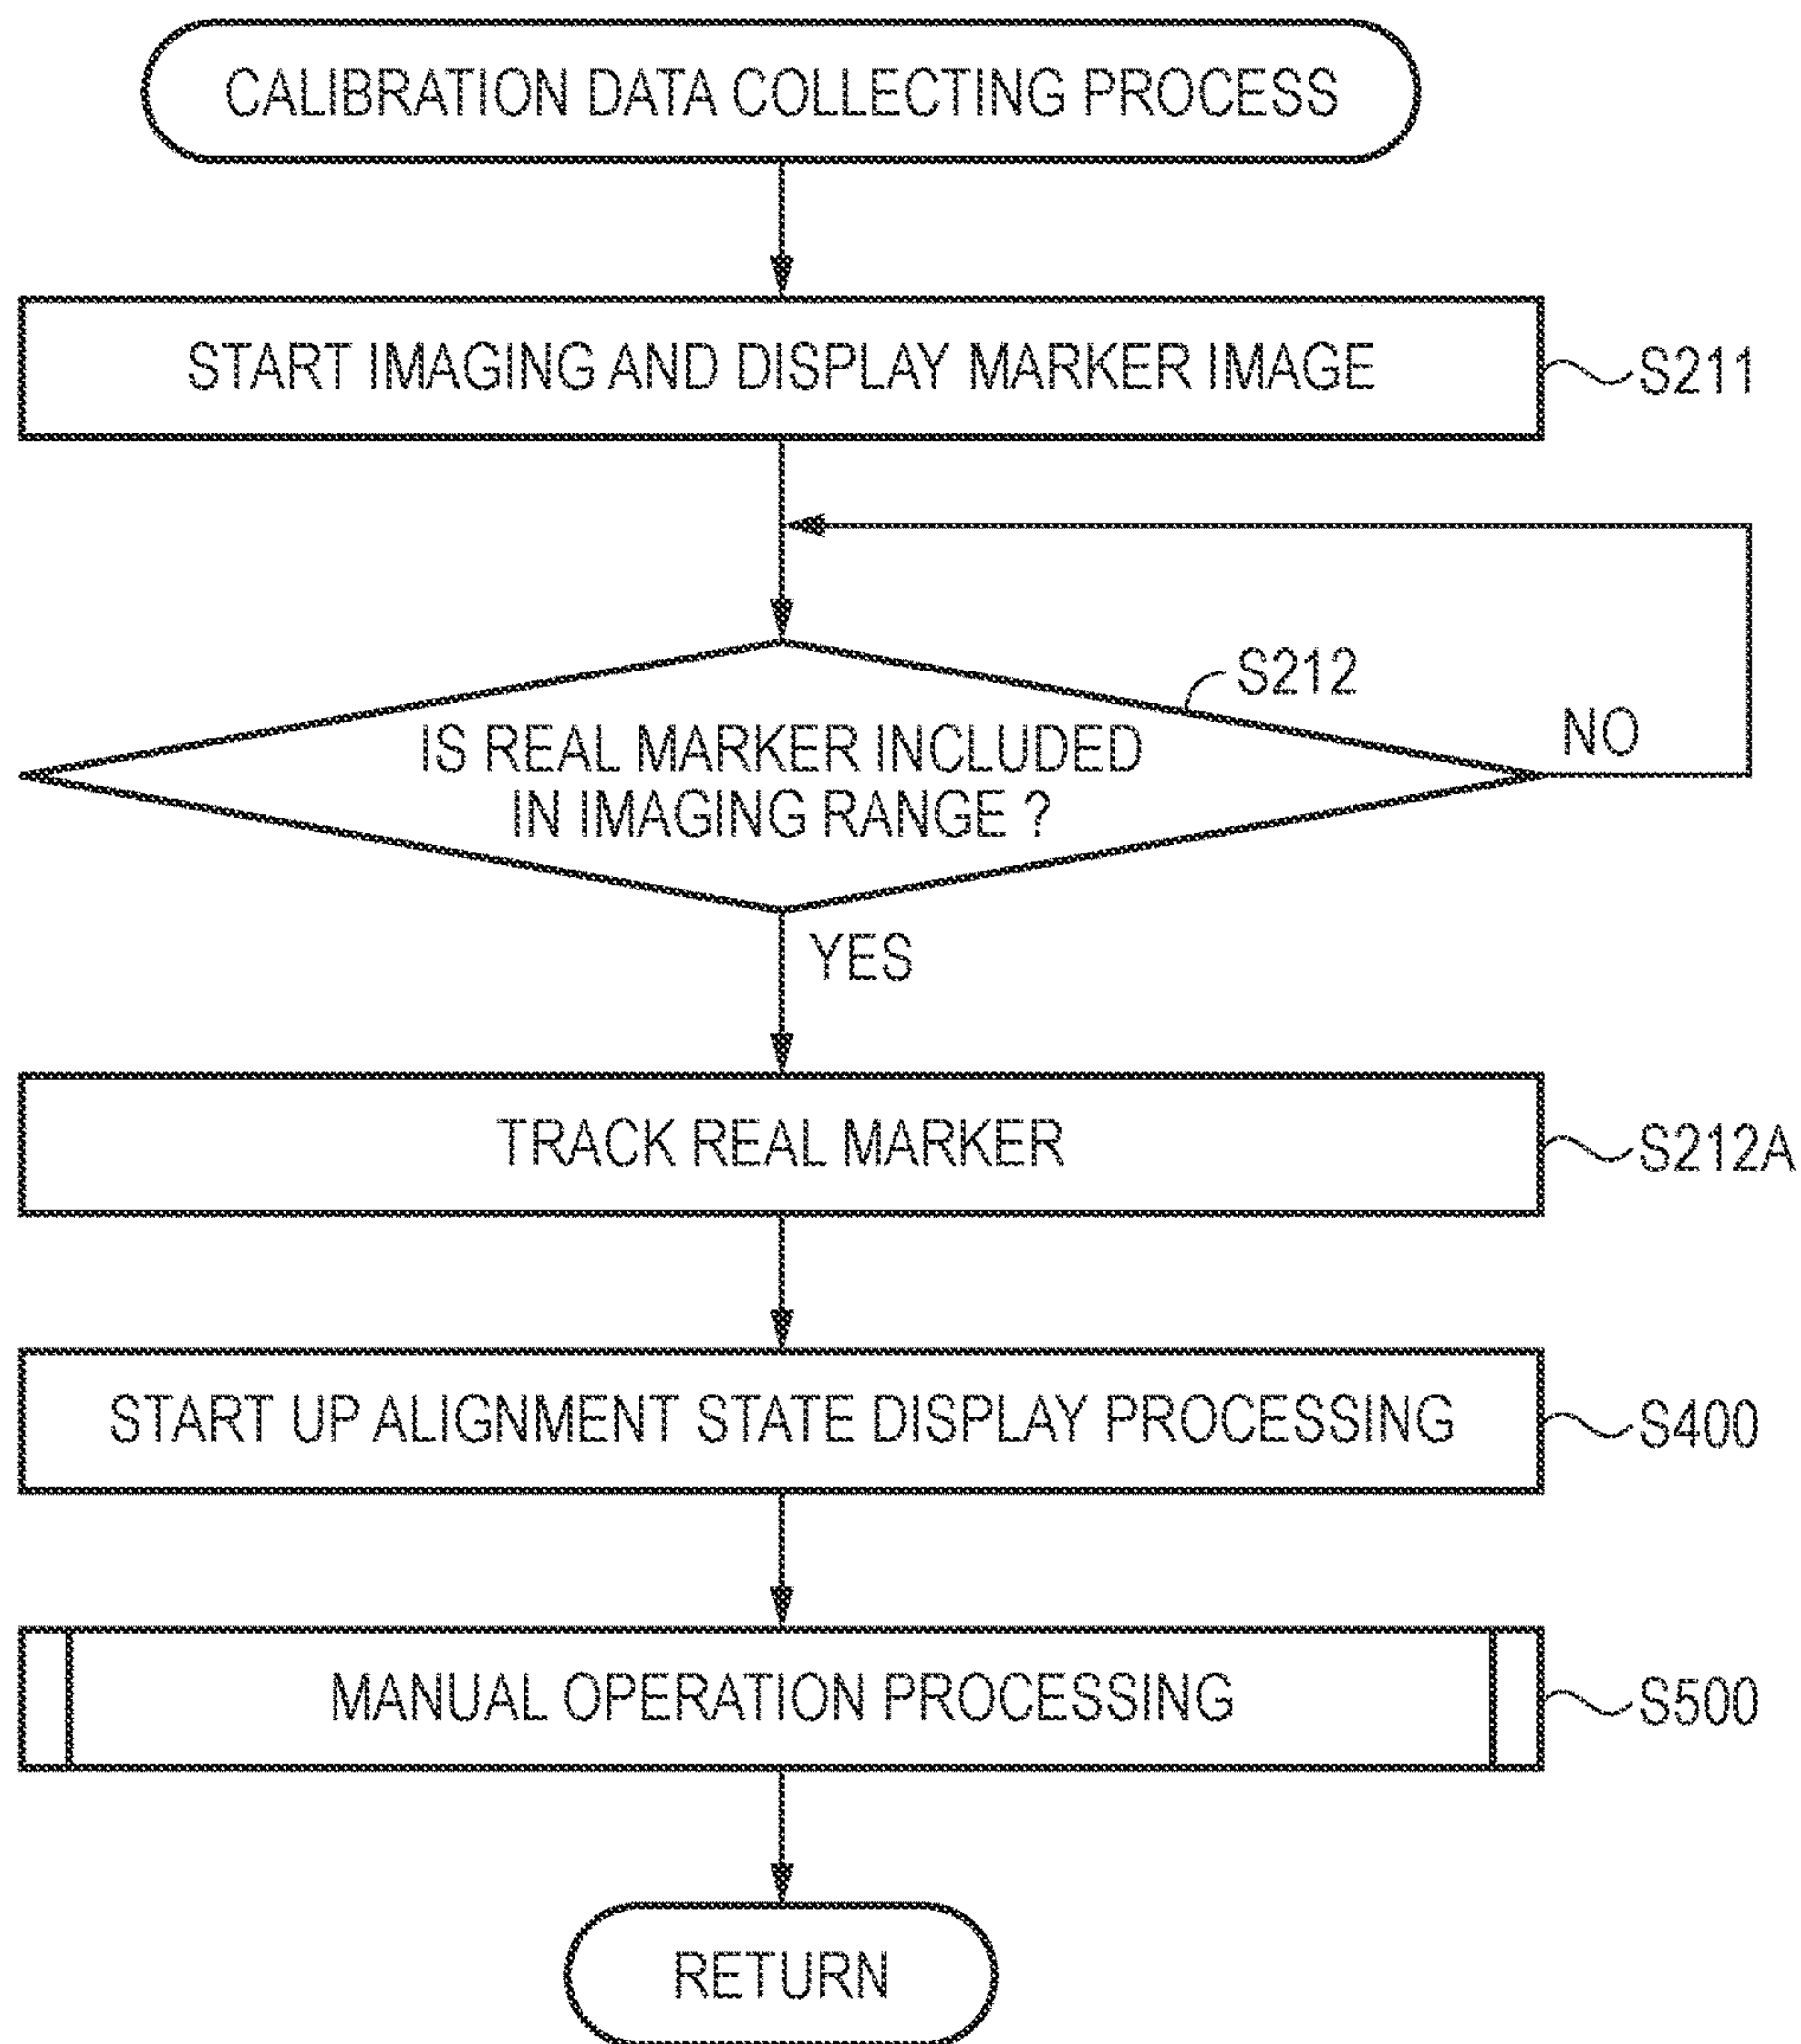 CALIBRATION DATA COLLECTING PROCESS
START IMAGING AND DISPLAY MARKER IMAGE
S211
S212
IS REAL MARKER INCLUDED
IN IMAGING RANGE ?
NO
YES
TRACK REAL MARKER
S212A
START UP ALIGNMENT STATE DISPLAY PROCESSING
S400
MANUAL OPERATION PROCESSING
S500
RETURN